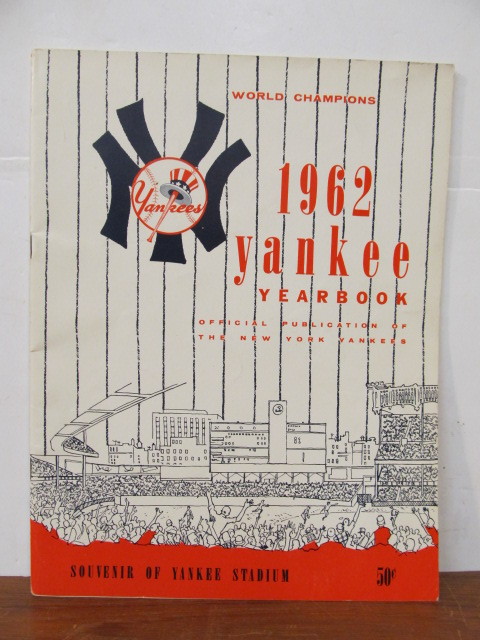 WORLD CHAMPIONS
Yankees
1962
yankee
YEARBOOK
OFFICIAL PUBLICATION OF
THE NEW YORK YANKEES
SOUVENIR OF YANKEE STADIUM 50¢